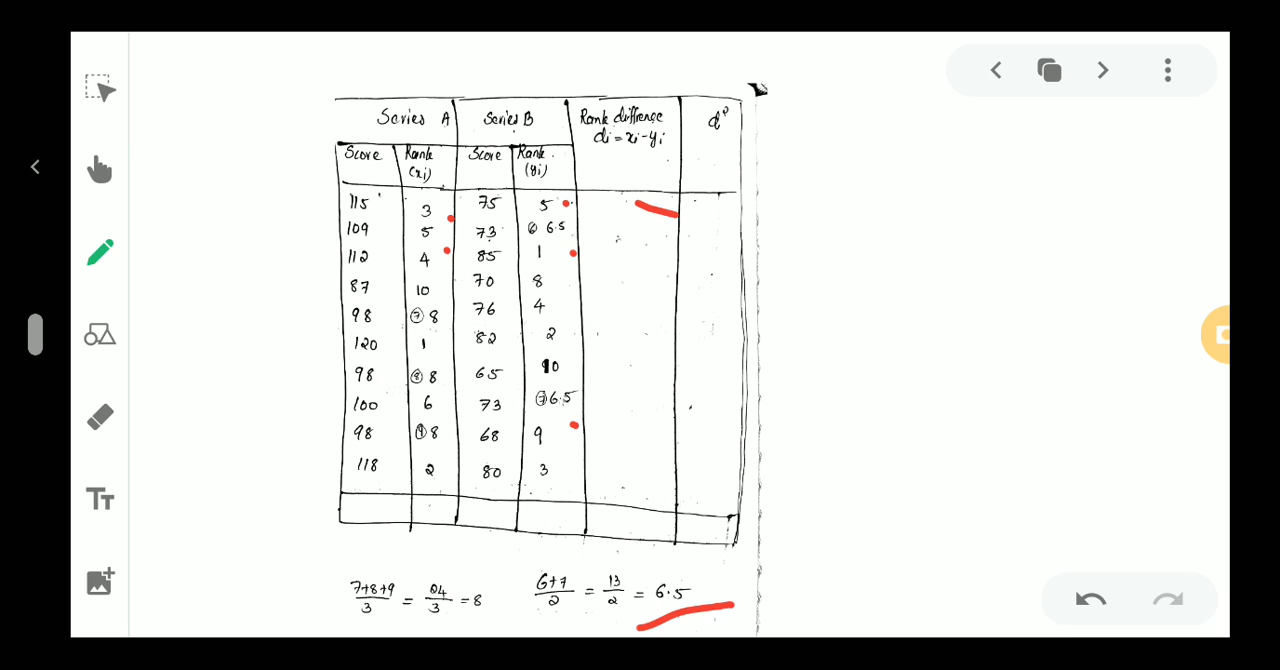 Series A Series B Rank diffrence d²
di = xi - yi
Score Rank Score Rank
(xi) (yi)
115 3 75 5
109 5 73 6 6.5
112 4 85 1
87 10 70 8
98 7 8 76 4
120 1 82 2
98 8 8 65 10
100 6 73 7 6.5
98 9 8 68 9
118 2 80 3
7+8+9/3 = 24/3 = 8 6+7/2 = 13/2 = 6.5
TT